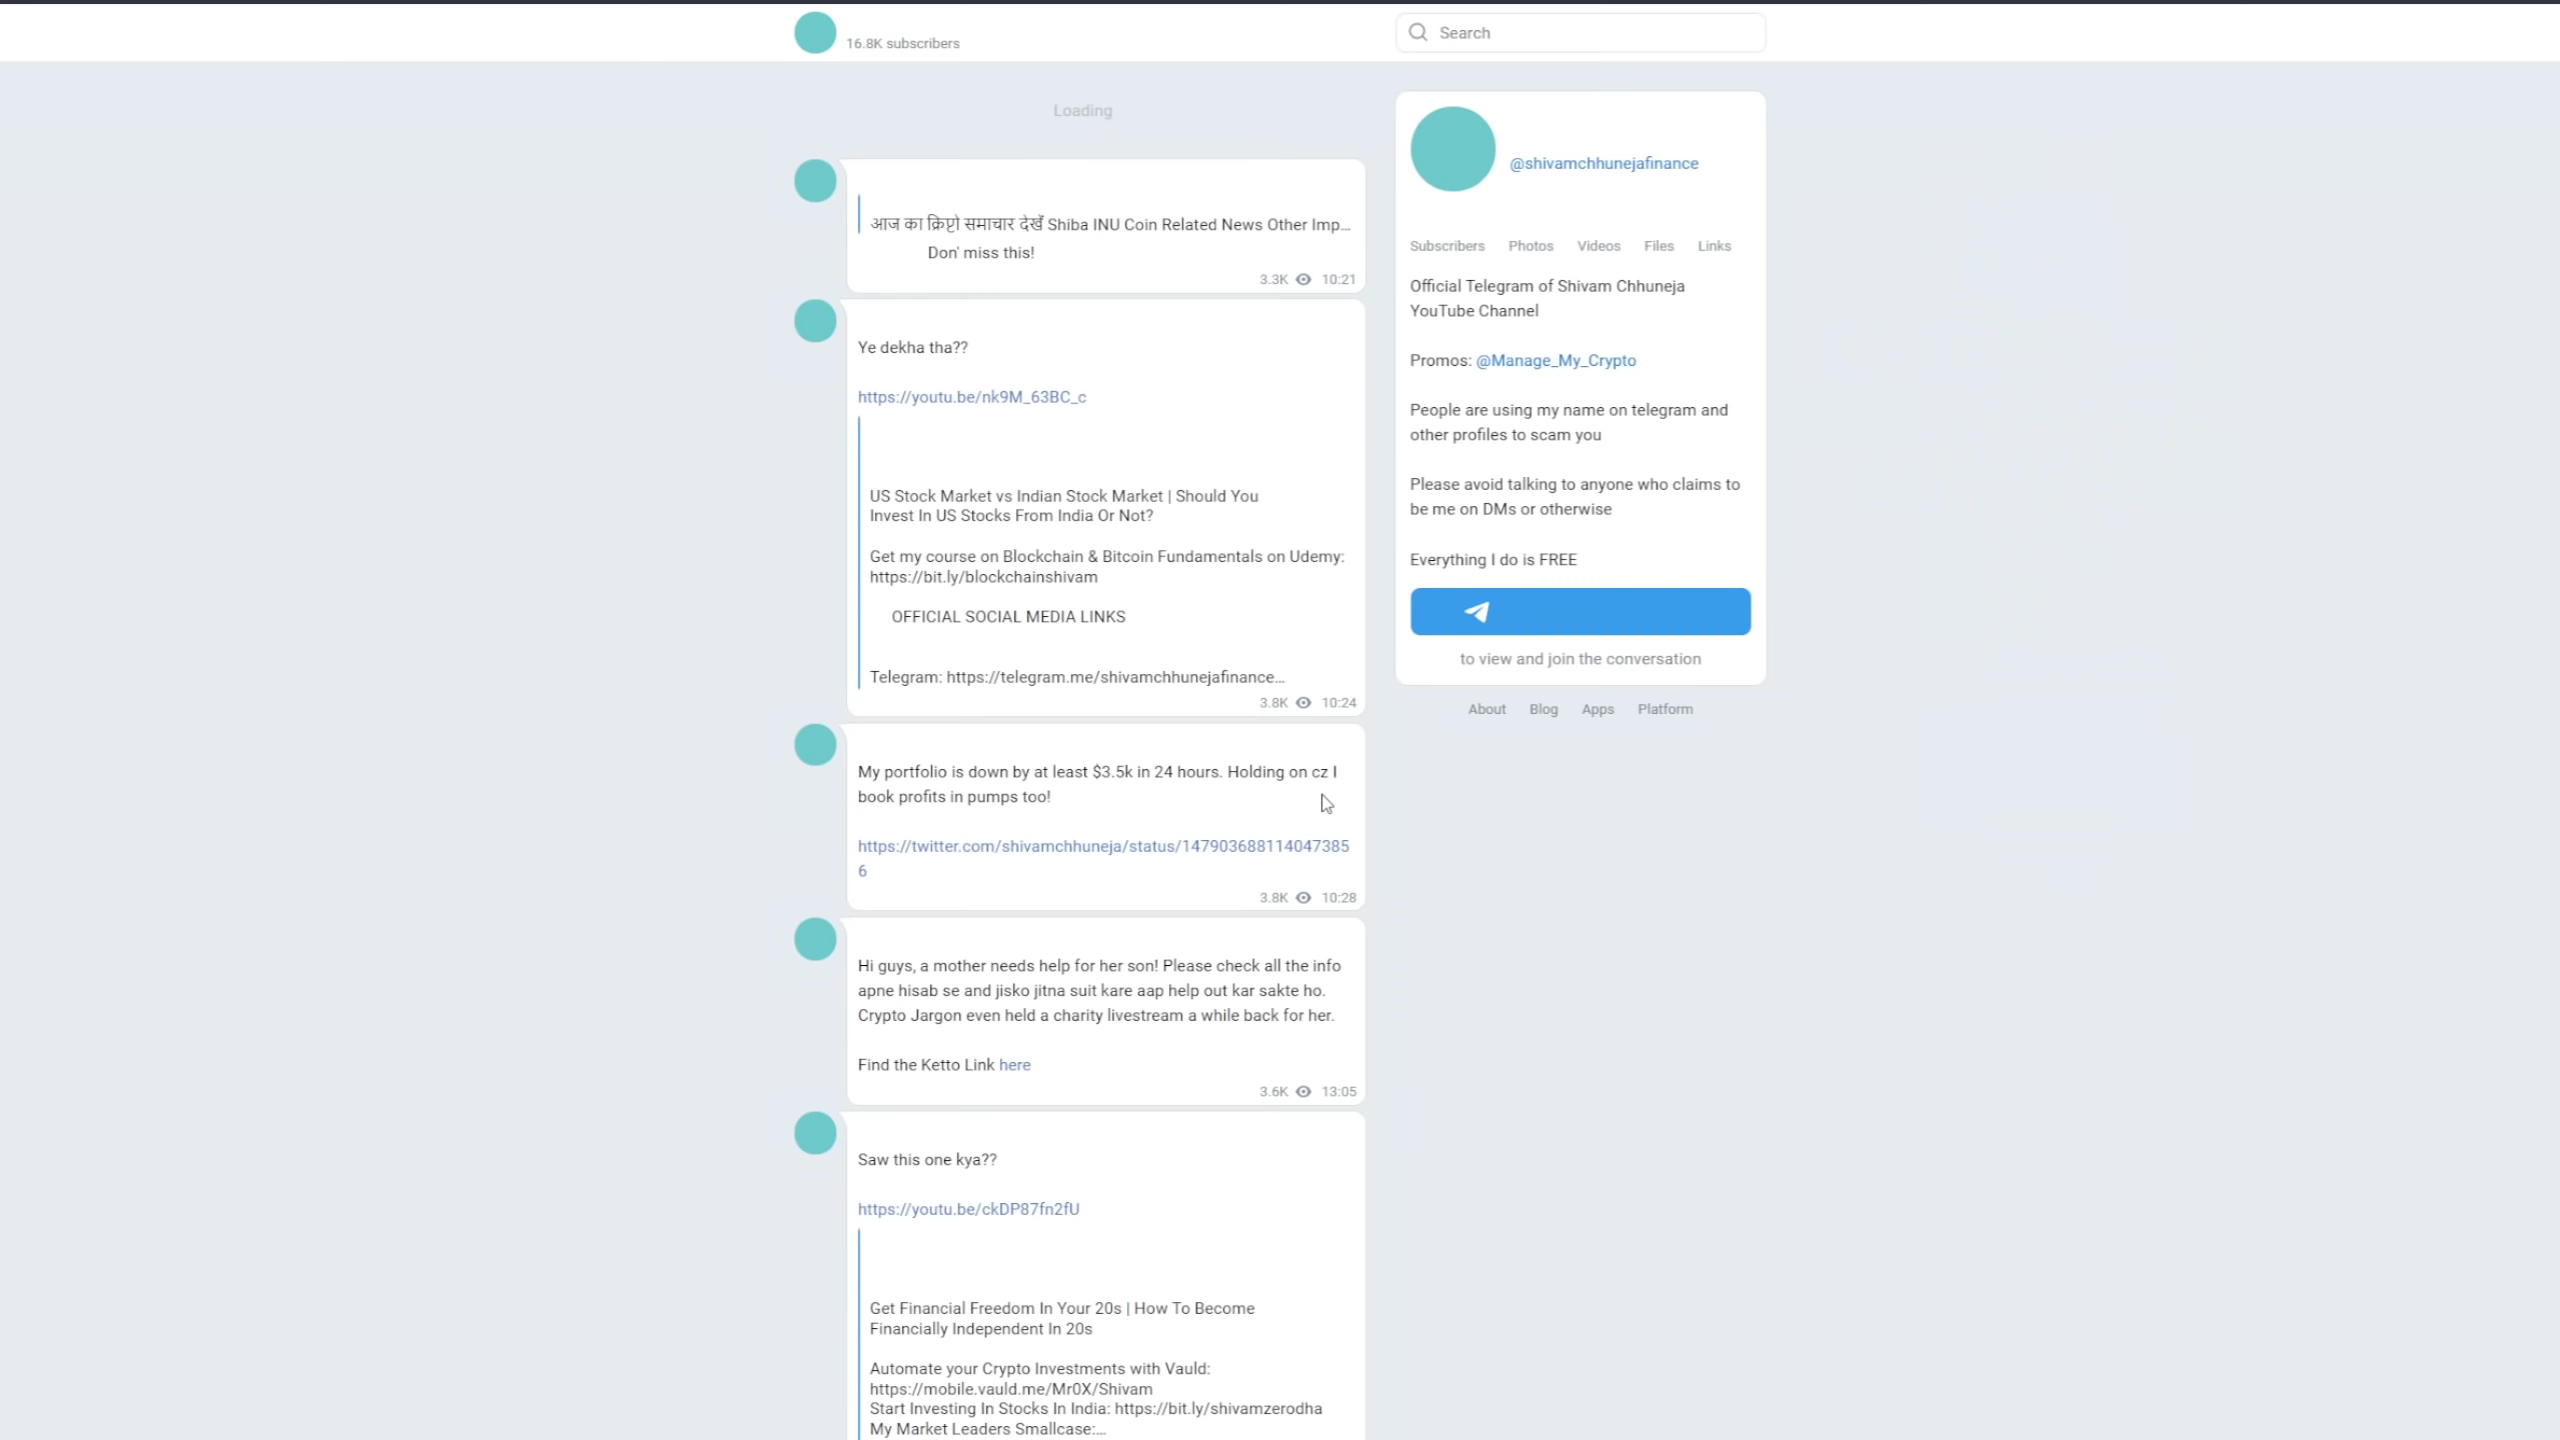 16.8K subscribers
Search
Loading
आज का क्रिप्टो समाचार देखें Shiba INU Coin Related News Other Imp...
Don' miss this!
3.3K 10:21
Ye dekha tha??
https://youtu.be/nk9M_63BC_c
US Stock Market vs Indian Stock Market | Should You
Invest In US Stocks From India Or Not?
Get my course on Blockchain & Bitcoin Fundamentals on Udemy:
https://bit.ly/blockchainshivam
OFFICIAL SOCIAL MEDIA LINKS
Telegram: https://telegram.me/shivamchhunejafinance...
3.8K 10:24
My portfolio is down by at least $3.5k in 24 hours. Holding on cz I
book profits in pumps too!
https://twitter.com/shivamchhuneja/status/147903688114047385
6
3.8K 10:28
Hi guys, a mother needs help for her son! Please check all the info
apne hisab se and jisko jitna suit kare aap help out kar sakte ho.
Crypto Jargon even held a charity livestream a while back for her.
Find the Ketto Link here
3.6K 13:05
Saw this one kya??
https://youtu.be/ckDP87fn2fU
Get Financial Freedom In Your 20s | How To Become
Financially Independent In 20s
Automate your Crypto Investments with Vauld:
https://mobile.vauld.me/Mr0X/Shivam
Start Investing In Stocks In India: https://bit.ly/shivamzerodha
My Market Leaders Smallcase:...
@shivamchhunejafinance
Subscribers Photos Videos Files Links
Official Telegram of Shivam Chhuneja
YouTube Channel
Promos: @Manage_My_Crypto
People are using my name on telegram and
other profiles to scam you
Please avoid talking to anyone who claims to
be me on DMs or otherwise
Everything I do is FREE
to view and join the conversation
About Blog Apps Platform